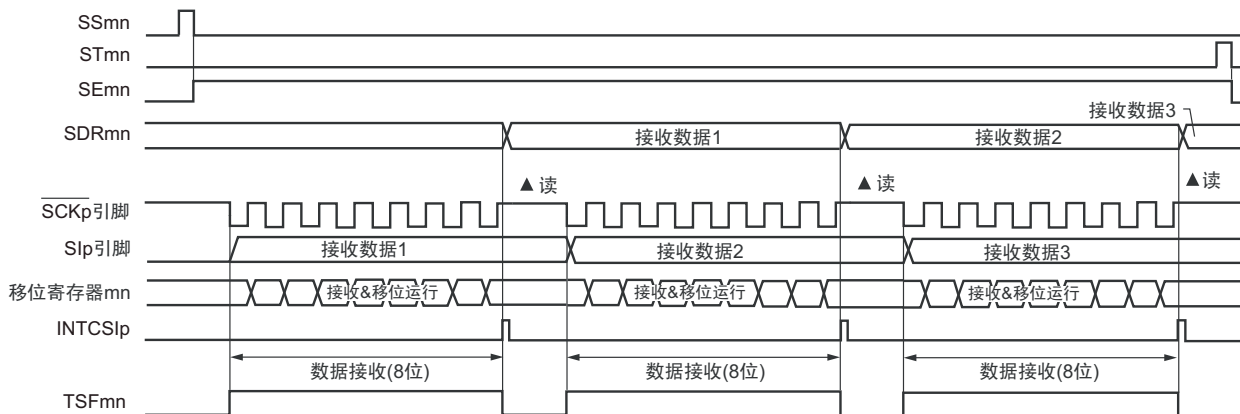 SSmn
STmn
SEmn
接收数据3
SDRmn
接收数据1
接收数据2
▲读
▲读
▲读
SCKp引脚
SIp引脚
接收数据1
接收数据2
接收数据3
移位寄存器mn
接收&移位运行
接收&移位运行
接收&移位运行
INTCSIp
数据接收(8位)
数据接收(8位)
数据接收(8位)
TSFmn